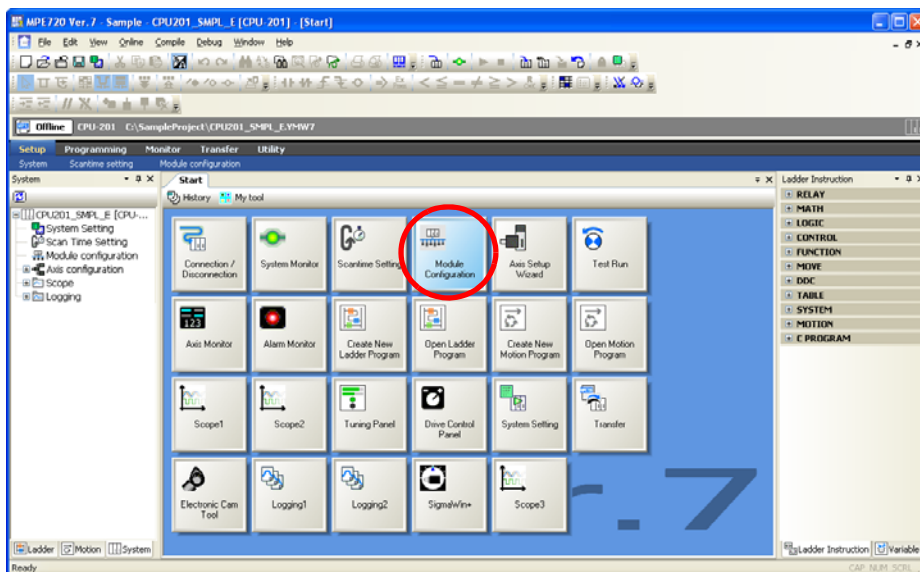 MPE720 Ver. 7 - Sample - CPU201_SMPL_E [CPU-201] - [Start]
File Edit View Online Compile Debug Window Help
Offline CPU-201 C:\SampleProject\CPU201_SMPL_E.YMW7
Setup Programming Monitor Transfer Utility
System Scantime setting Module configuration
System
Start
Ladder Instruction
History My tool
CPU201_SMPL_E [CPU-...
System Setting
Scan Time Setting
Module configuration
Axis configuration
Scope
Logging
Connection / Disconnection
System Monitor
Scantime Setting
Module Configuration
Axis Setup Wizard
Test Run
Axis Monitor
Alarm Monitor
Create New Ladder Program
Open Ladder Program
Create New Motion Program
Open Motion Program
Scope1
Scope2
Tuning Panel
Drive Control Panel
System Setting
Transfer
Electronic Cam Tool
Logging1
Logging2
SigmaWin+
Scope3
r.7
RELAY
MATH
LOGIC
CONTROL
FUNCTION
MOVE
DDC
TABLE
SYSTEM
MOTION
C PROGRAM
Ladder Motion System
Ladder Instruction Variable
Ready
CAP NUM SCRL